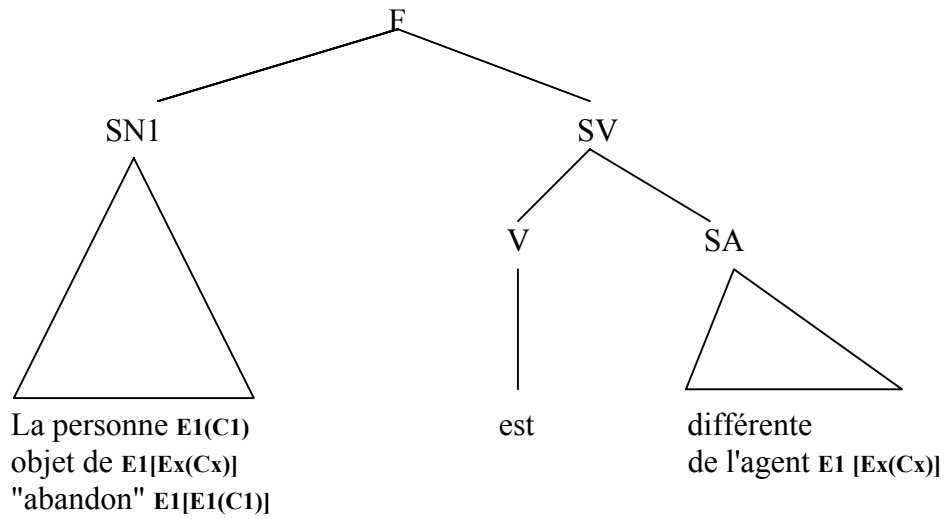 F
SN1 SV
V SA
La personne E1(C1) est différente
objet de E1[Ex(Cx)] de l'agent E1 [Ex(Cx)]
"abandon" E1[E1(C1)]